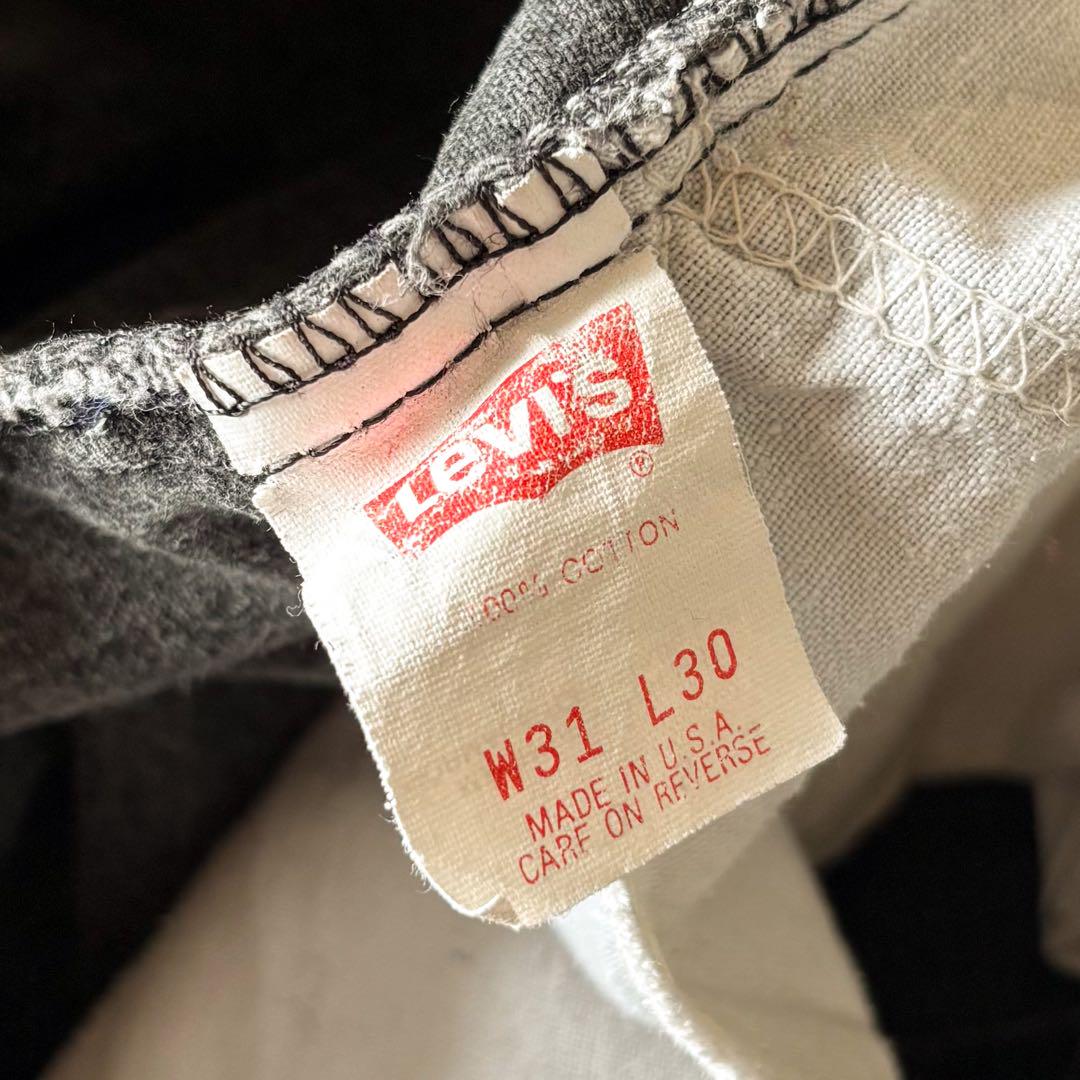 Levi's
®
100% COTTON
W31 L30
MADE IN U.S.A.
CARE ON REVERSE